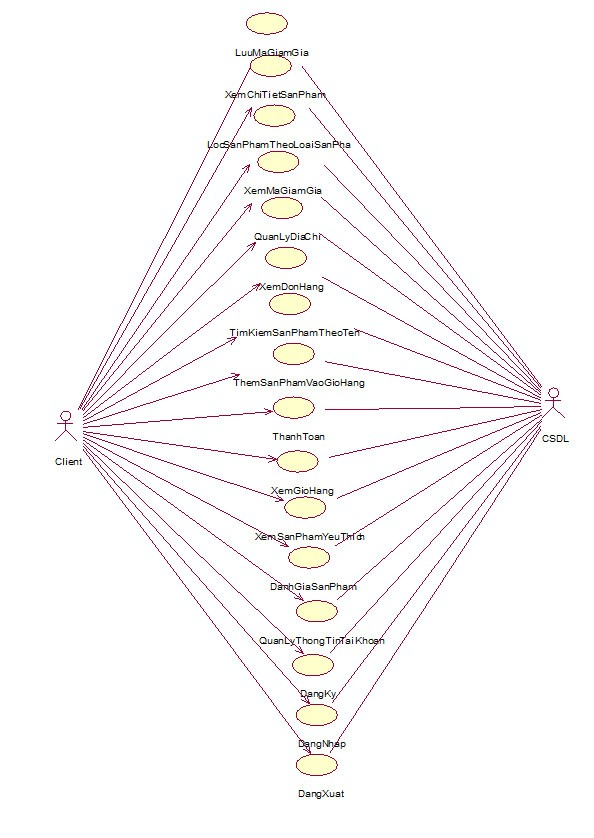 LuuMaGiamGia
XemChiTietSanPham
LocSanPhamTheoLoaiSanPha
XemMaGiamGia
QuanLyDiaChi
XemDonHang
TimKiemSanPhamTheoTen
ThemSanPhamVaoGioHang
CSDL
ThanhToan
Client
XemGioHang
XemSanPhamYeuThich
DanhGiaSanPham
QuanLyThongTinTaiKhoan
DangKy
DangNhap
DangXuat